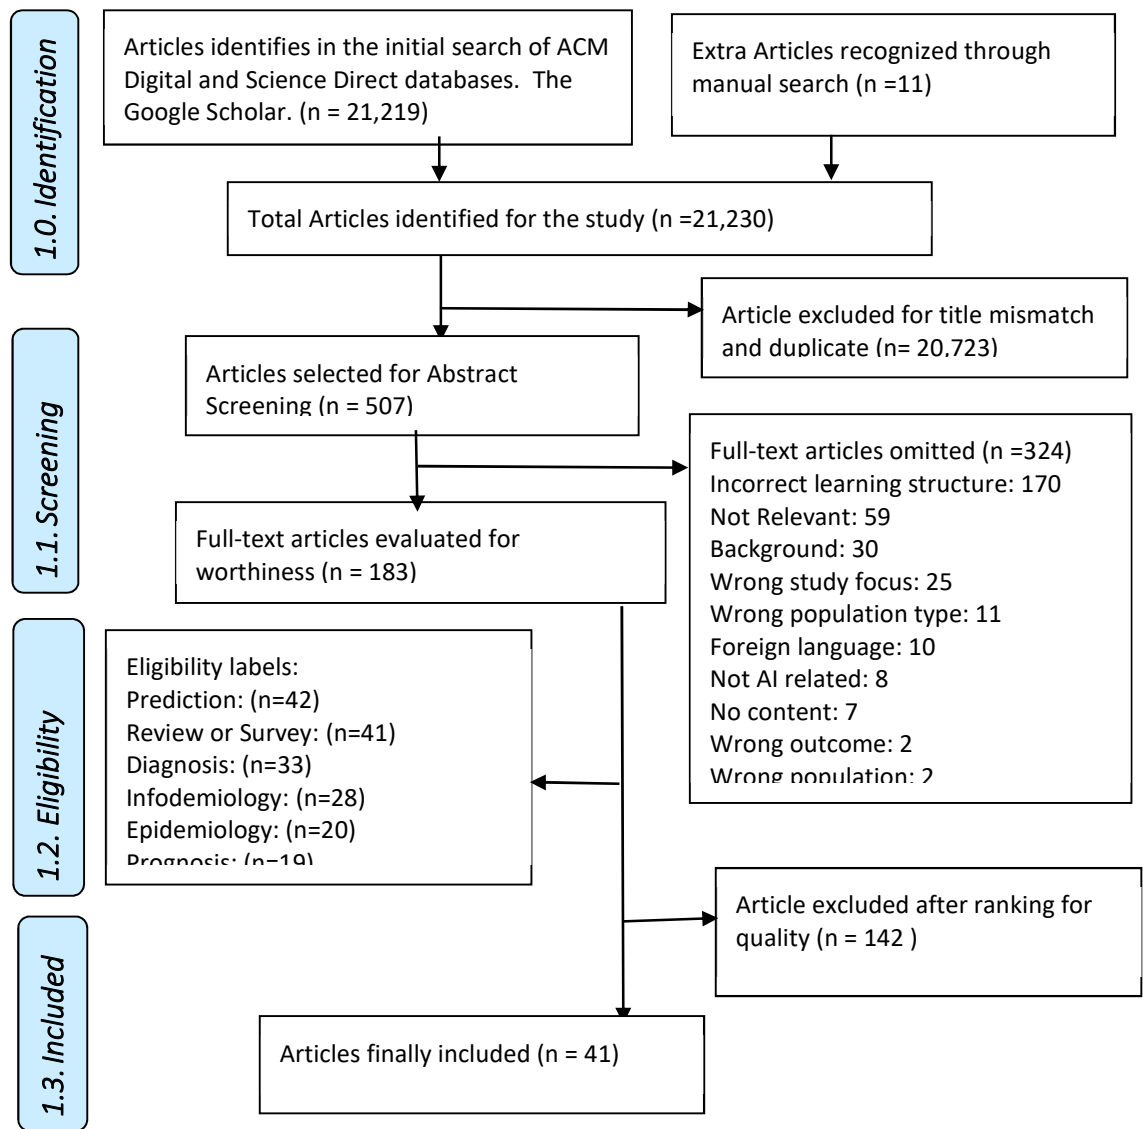 1.0. Identification
Articles identifies in the initial search of ACM
Digital and Science Direct databases. The
Google Scholar. (n = 21,219)
Extra Articles recognized through
manual search (n =11)
Total Articles identified for the study (n =21,230)
Article excluded for title mismatch
and duplicate (n= 20,723)
1.1. Screening
Articles selected for Abstract
Screening (n = 507)
Full-text articles omitted (n =324)
Incorrect learning structure: 170
Not Relevant: 59
Background: 30
Wrong study focus: 25
Wrong population type: 11
Foreign language: 10
Not AI related: 8
No content: 7
Wrong outcome: 2
Wrong population: 2
Full-text articles evaluated for
worthiness (n = 183)
1.2. Eligibility
Eligibility labels:
Prediction: (n=42)
Review or Survey: (n=41)
Diagnosis: (n=33)
Infodemiology: (n=28)
Epidemiology: (n=20)
Prognosis: (n=19)
Article excluded after ranking for
quality (n = 142 )
1.3. Included
Articles finally included (n = 41)